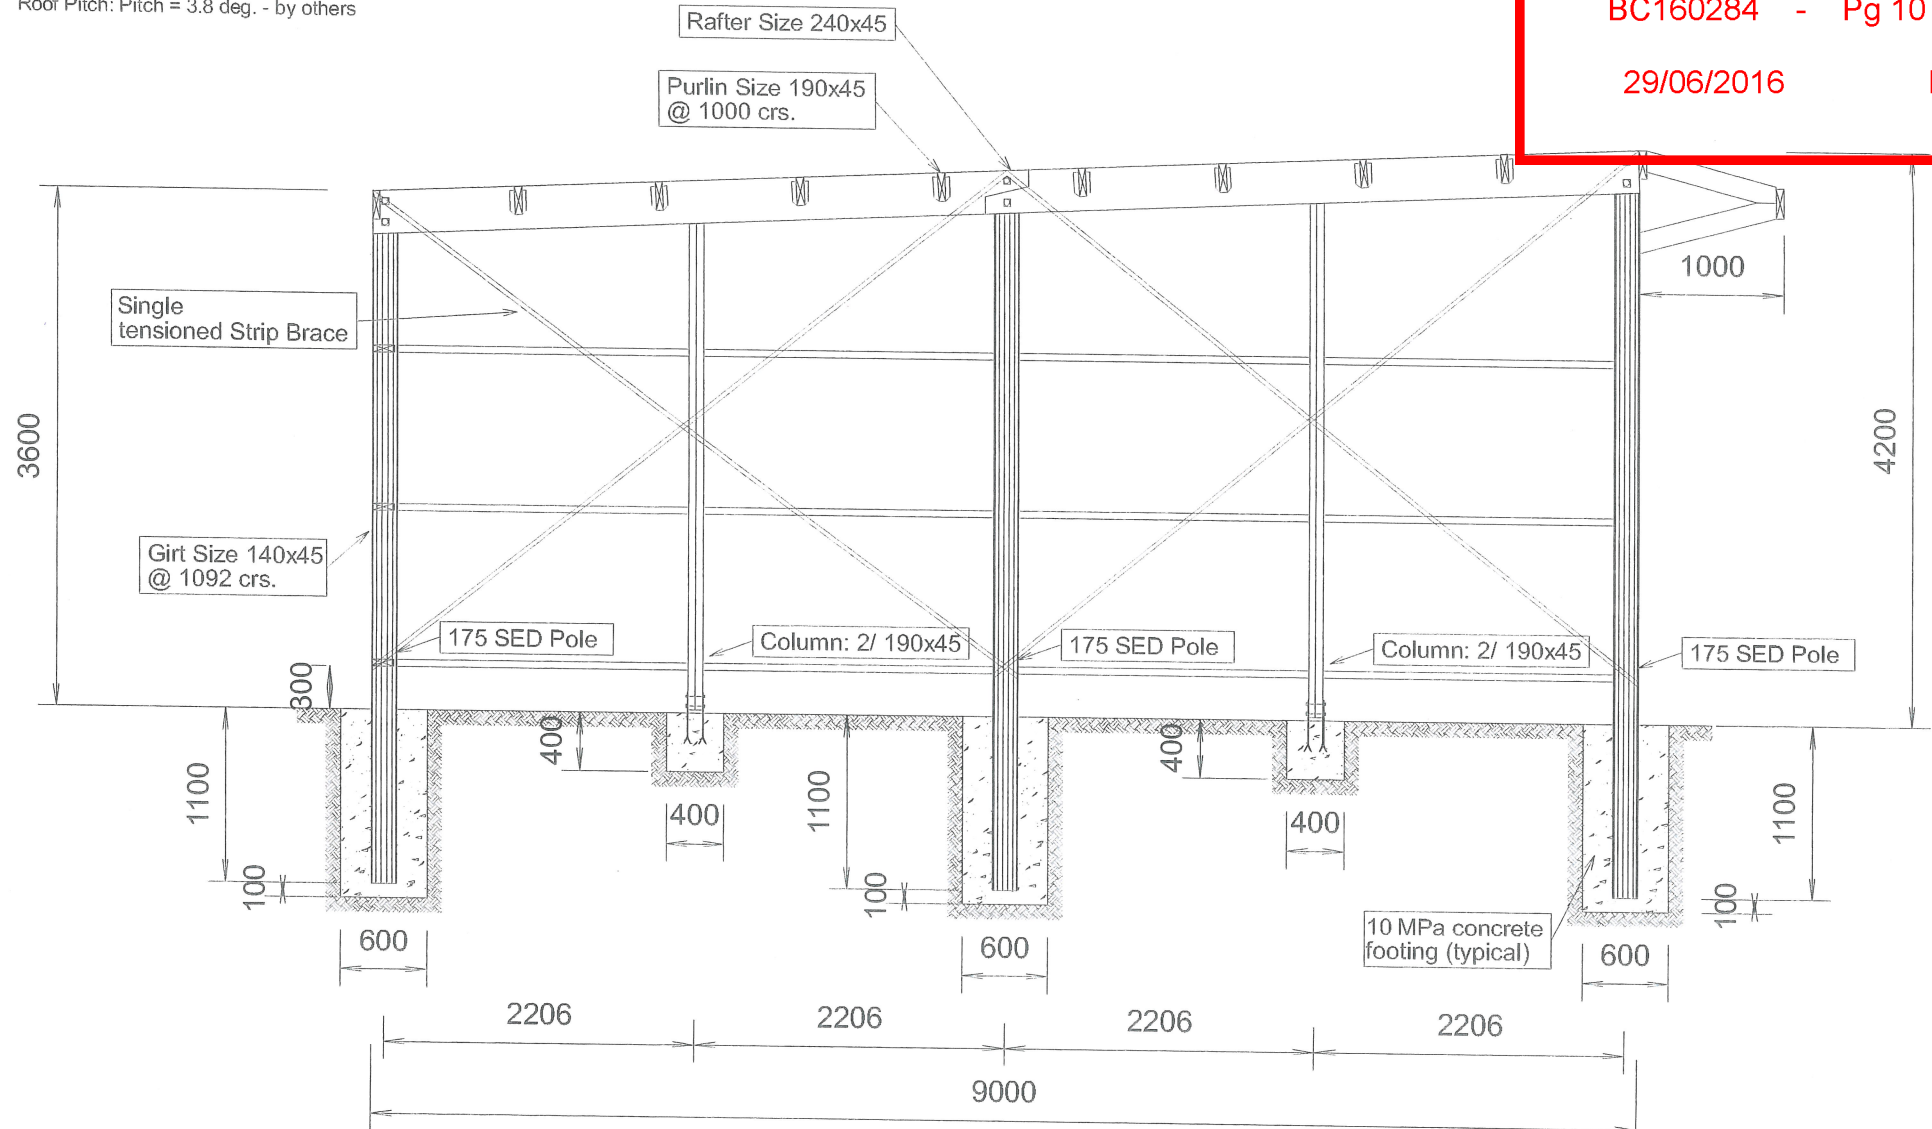 Roof Pitch: Pitch = 3.8 deg. - by others
BC160284 - Pg 10
29/06/2016
Rafter Size 240x45
Purlin Size 190x45
@ 1000 crs.
1000
Single
tensioned Strip Brace
3600
4200
Girt Size 140x45
@ 1092 crs.
175 SED Pole
Column: 2/ 190x45
175 SED Pole
Column: 2/ 190x45
175 SED Pole
300
400
400
1100
1100
1100
400
400
100
100
100
10 MPa concrete
footing (typical)
600
600
600
2206
2206
2206
2206
9000